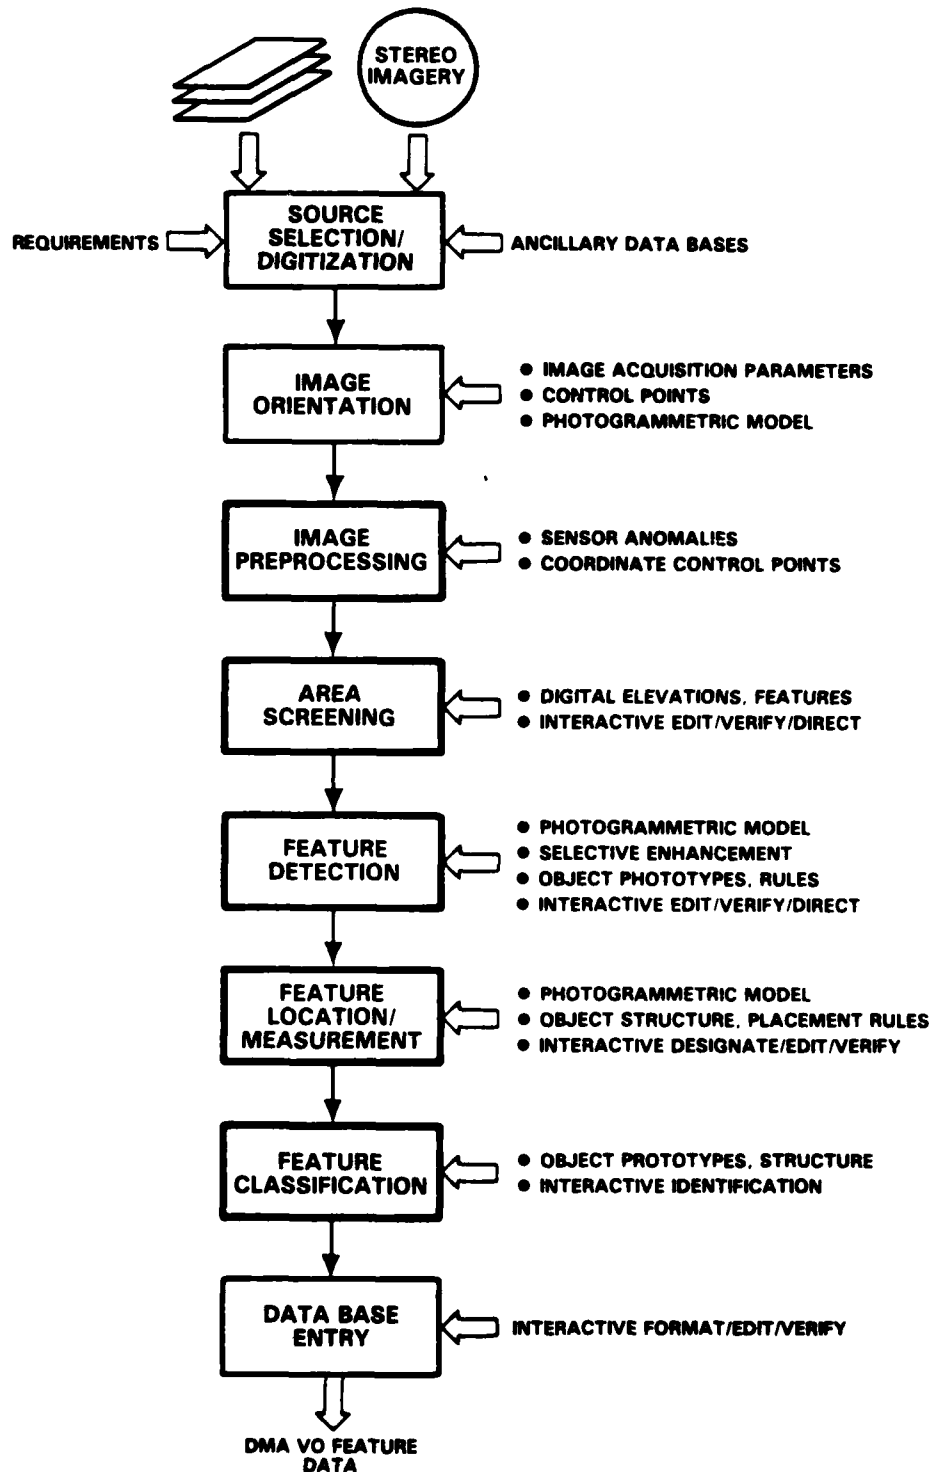 STEREO
IMAGERY
SOURCE
SELECTION/
DIGITIZATION
REQUIREMENTS
ANCILLARY DATA BASES
IMAGE
ORIENTATION
● IMAGE ACQUISITION PARAMETERS
● CONTROL POINTS
● PHOTOGRAMMETRIC MODEL
IMAGE
PREPROCESSING
● SENSOR ANOMALIES
● COORDINATE CONTROL POINTS
AREA
SCREENING
● DIGITAL ELEVATIONS, FEATURES
● INTERACTIVE EDIT/VERIFY/DIRECT
FEATURE
DETECTION
● PHOTOGRAMMETRIC MODEL
● SELECTIVE ENHANCEMENT
● OBJECT PHOTOTYPES, RULES
● INTERACTIVE EDIT/VERIFY/DIRECT
FEATURE
LOCATION/
MEASUREMENT
● PHOTOGRAMMETRIC MODEL
● OBJECT STRUCTURE, PLACEMENT RULES
● INTERACTIVE DESIGNATE/EDIT/VERIFY
FEATURE
CLASSIFICATION
● OBJECT PROTOTYPES, STRUCTURE
● INTERACTIVE IDENTIFICATION
DATA BASE
ENTRY
INTERACTIVE FORMAT/EDIT/VERIFY
DMA VO FEATURE
DATA